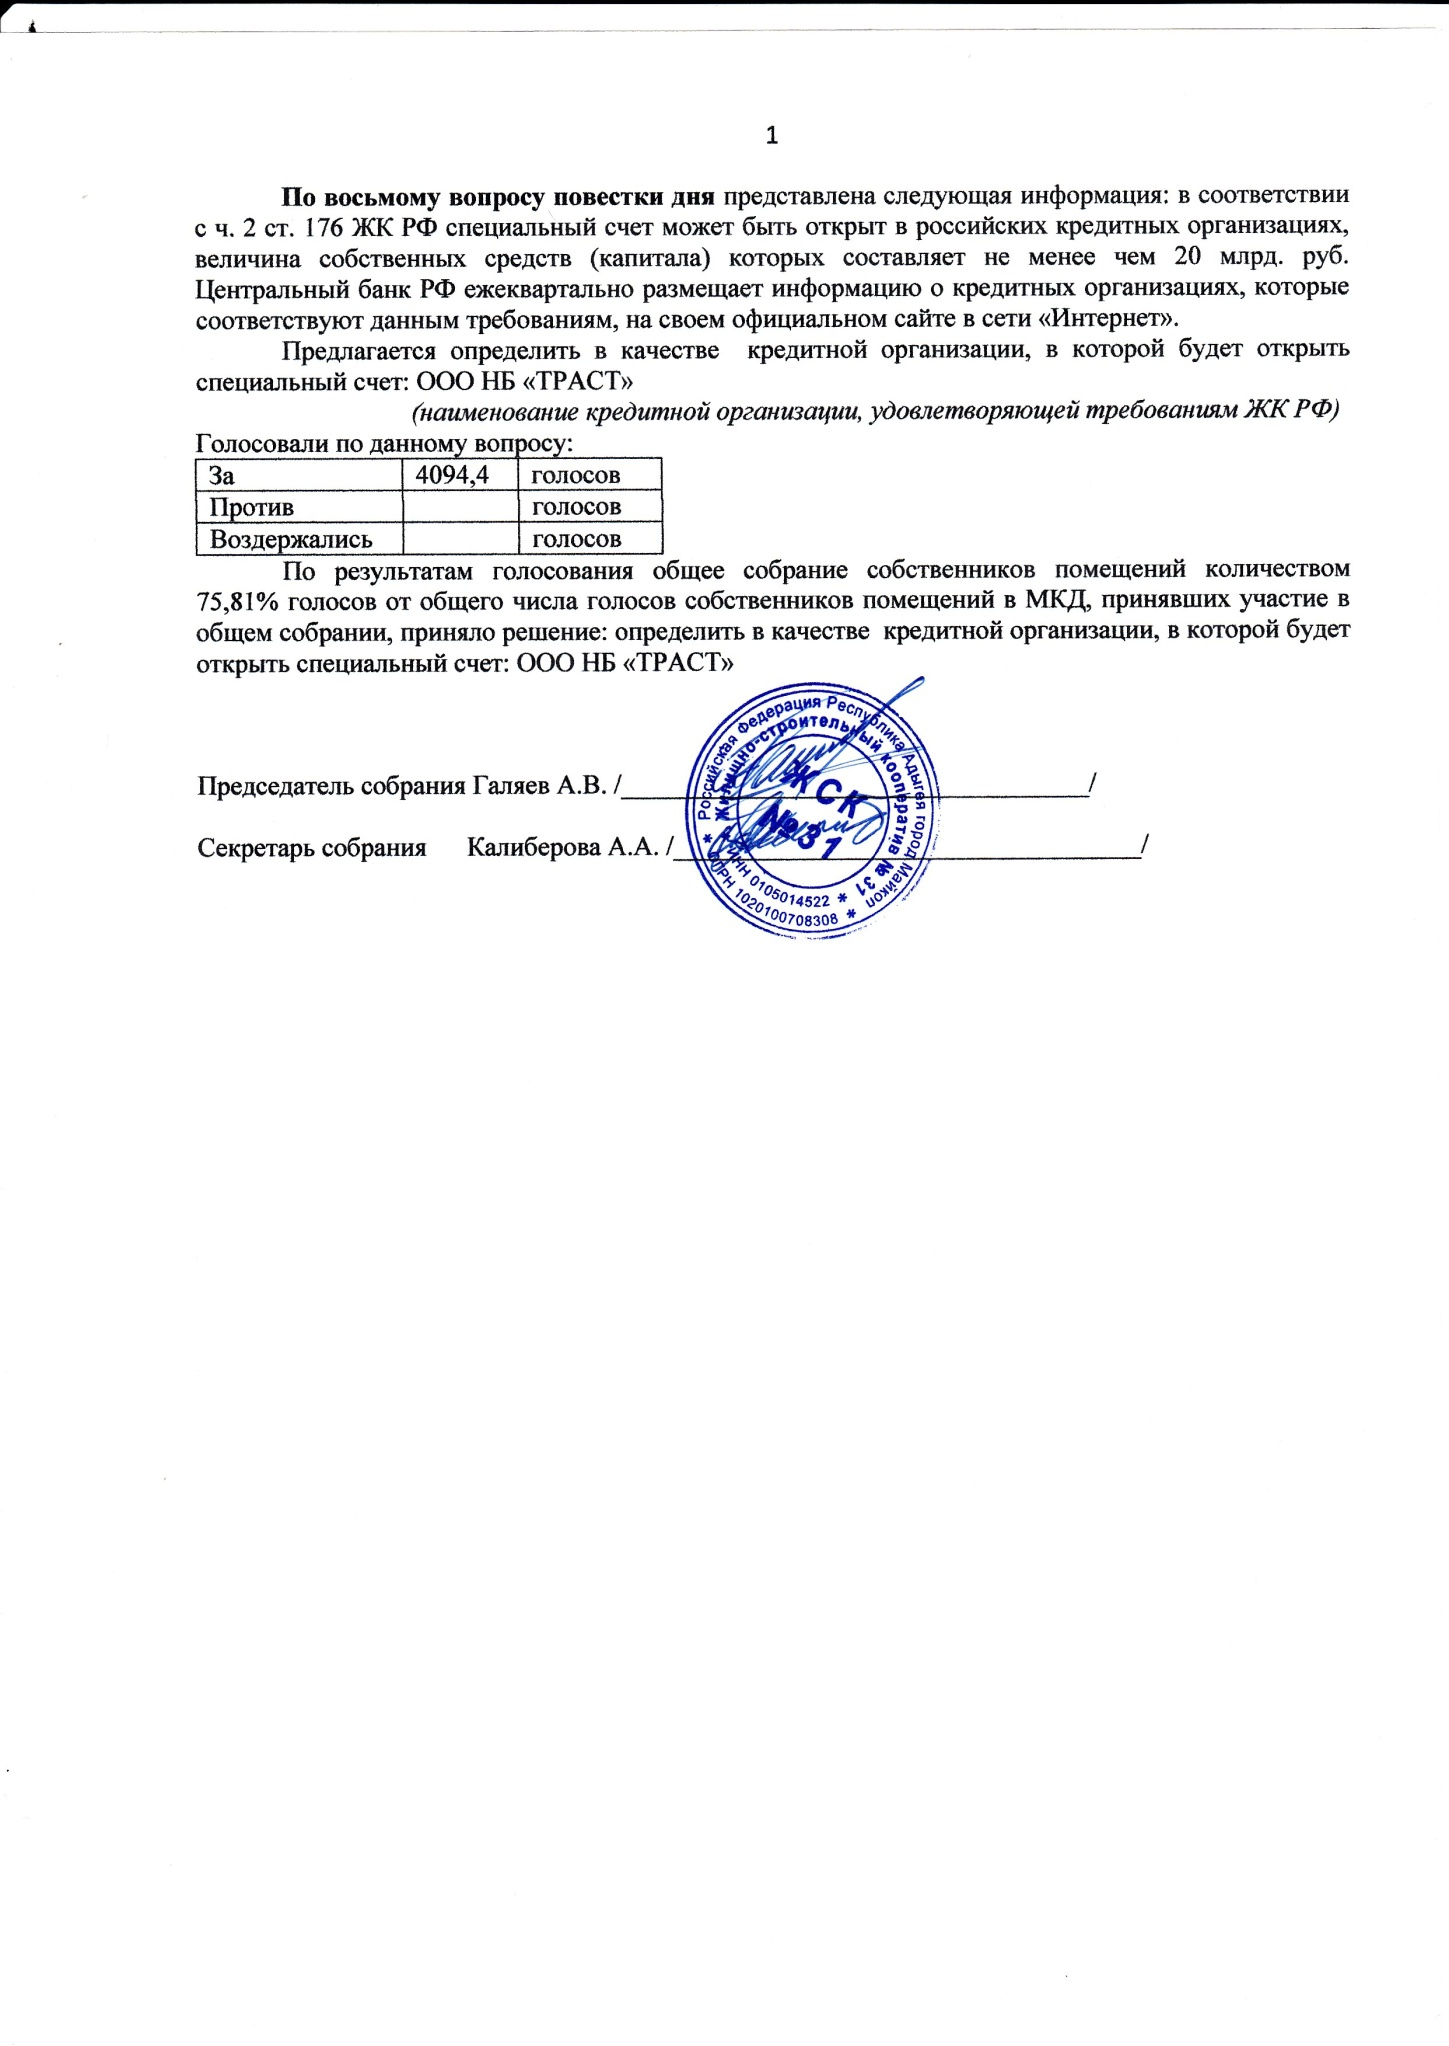 1
По восьмому вопросу повестки дня представлена следующая информация: в соответствии
с ч. 2 ст. 176 ЖК РФ специальный счет может быть открыт в российских кредитных организациях,
величина собственных средств (капитала) которых составляет не менее чем 20 млрд. руб.
Центральный банк РФ ежеквартально размещает информацию о кредитных организациях, которые
соответствуют данным требованиям, на своем официальном сайте в сети «Интернет».
Предлагается определить в качестве кредитной организации, в которой будет открыть
специальный счет: ООО НБ «ТРАСТ»
(наименование кредитной организации, удовлетворяющей требованиям ЖК РФ)
Голосовали по данному вопросу:
За 4094,4 голосов
Против голосов
Воздержались голосов
По результатам голосования общее собрание собственников помещений количеством
75,81% голосов от общего числа голосов собственников помещений в МКД, принявших участие в
общем собрании, приняло решение: определить в качестве кредитной организации, в которой будет
открыть специальный счет: ООО НБ «ТРАСТ»
Председатель собрания Галяев А.В. /__________________________________/
Секретарь собрания Калиберова А.А. /__________________________________/
Российская Федерация Республика Адыгея город Майкоп
Жилищно-строительный кооператив № 31
ЖСК
№31
* ИНН 0105014522 *
* ОГРН 1020100708308 *